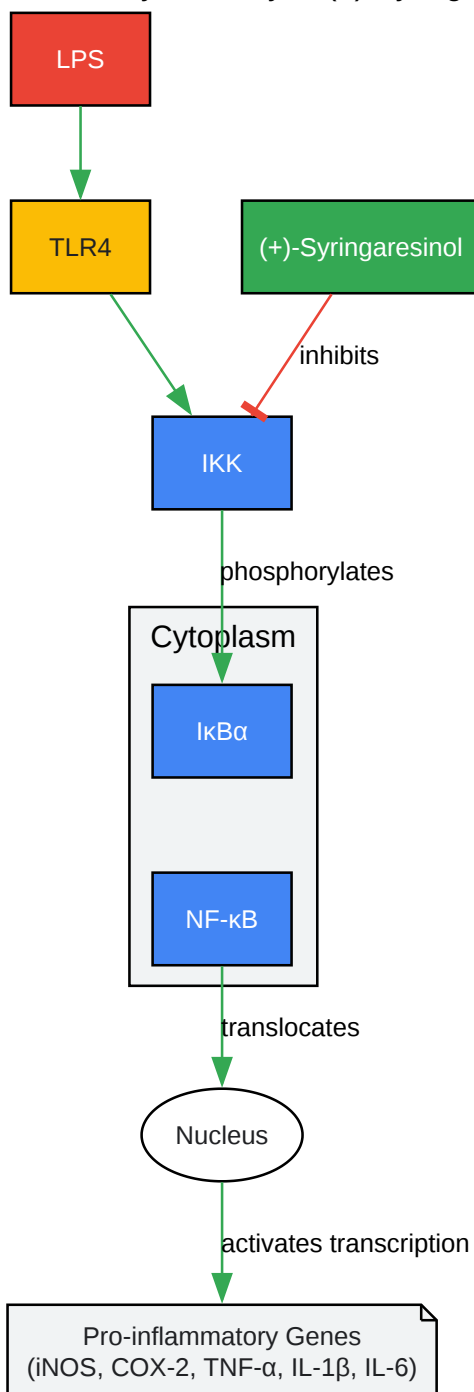 LPS
TLR4
(+)-Syringaresinol
inhibits
IKK
phosphorylates
Cytoplasm
IκBα
NF-κB
translocates
Nucleus
activates transcription
Pro-inflammatory Genes
(iNOS, COX-2, TNF-α, IL-1β, IL-6)